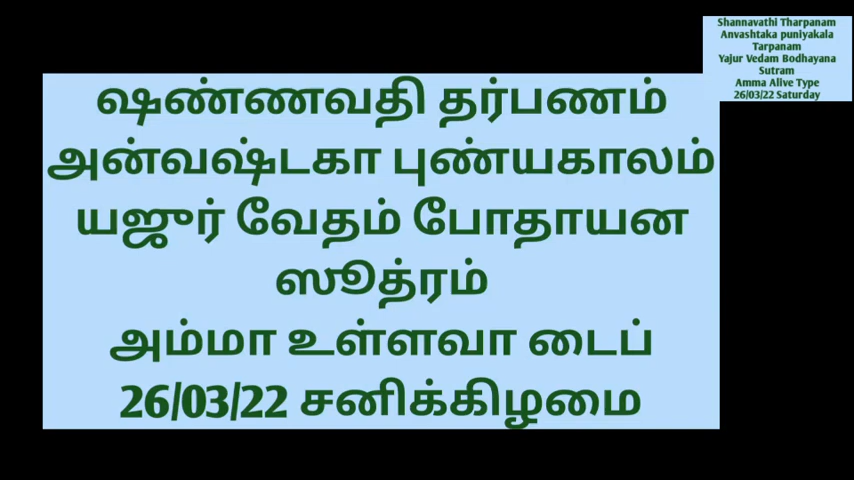 Shannavathi Tharpanam
Anvashtaka puniyakala
Tarpanam
Yajur Vedam Bodhayana
Sutram
Amma Alive Type
26/03/22 Saturday
ஷண்ணவதி தர்பணம்
அன்வஷ்டகா புண்யகாலம்
யஜுர் வேதம் போதாயன
ஸூத்ரம்
அம்மா உள்ளவா டைப்
26/03/22 சனிக்கிழமை